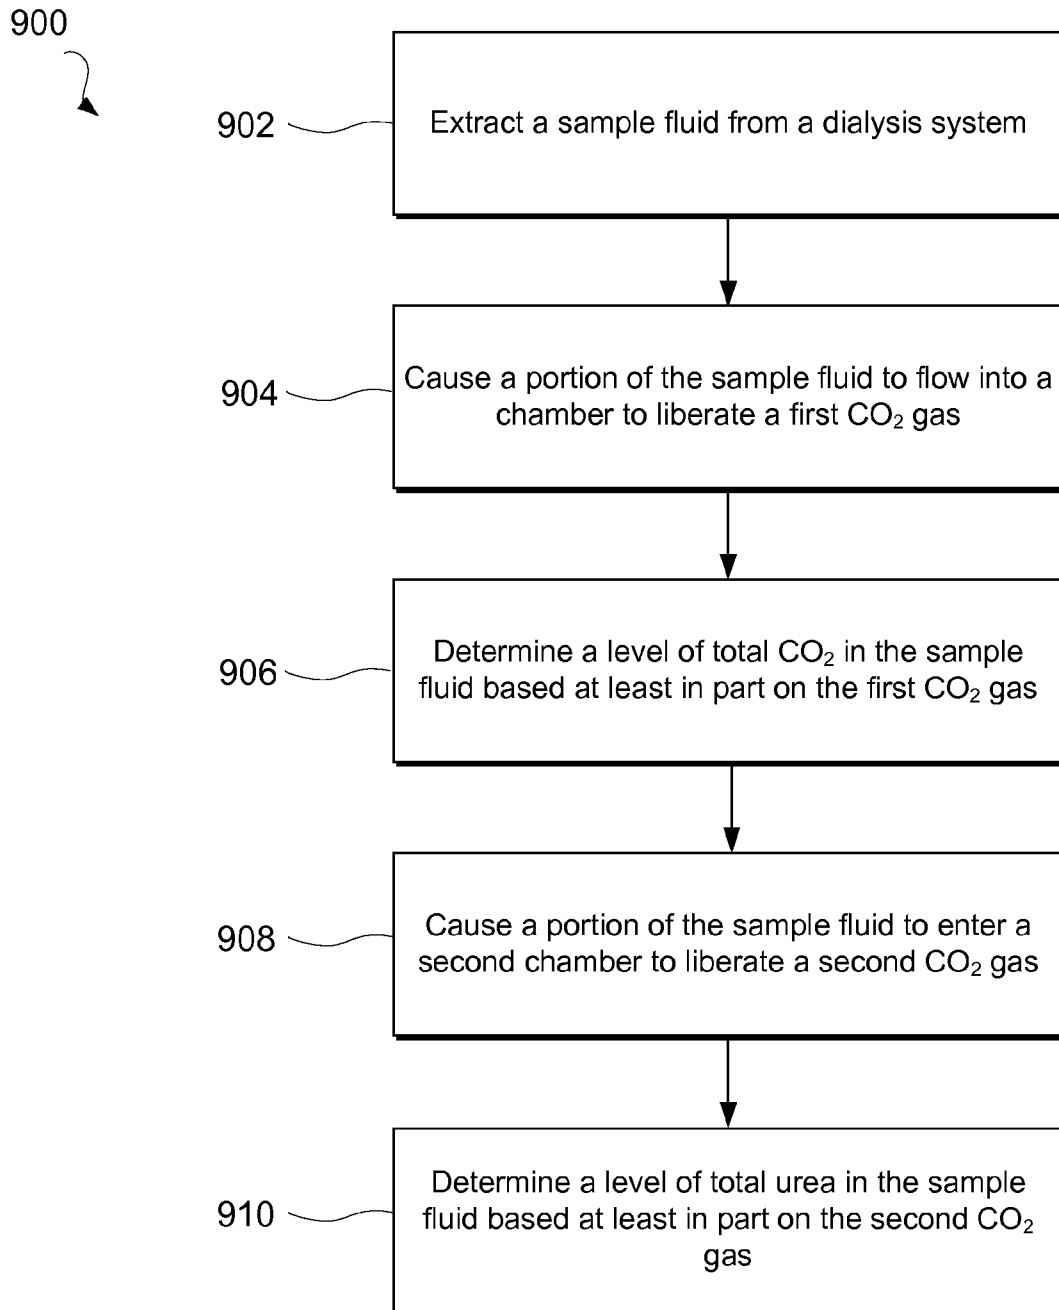 900
902
Extract a sample fluid from a dialysis system
904
Cause a portion of the sample fluid to flow into a
chamber to liberate a first CO₂ gas
906
Determine a level of total CO₂ in the sample
fluid based at least in part on the first CO₂ gas
908
Cause a portion of the sample fluid to enter a
second chamber to liberate a second CO₂ gas
910
Determine a level of total urea in the sample
fluid based at least in part on the second CO₂
gas